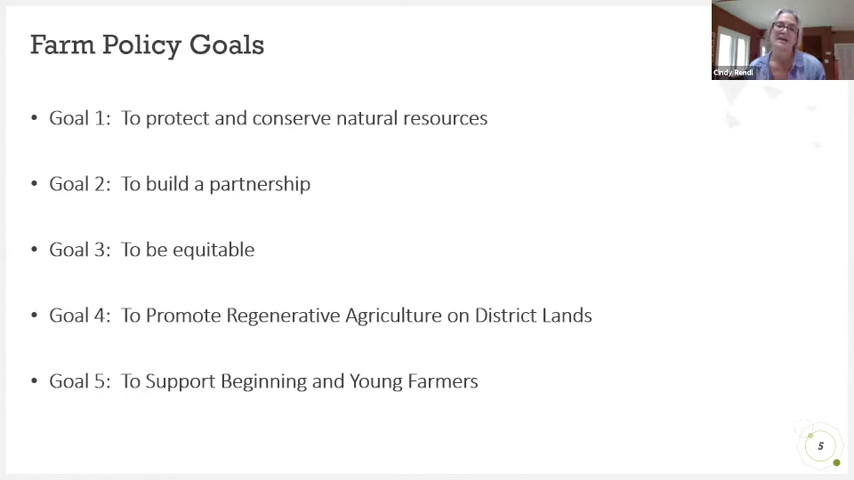 Farm Policy Goals
Cindy Rendl
• Goal 1: To protect and conserve natural resources
• Goal 2: To build a partnership
• Goal 3: To be equitable
• Goal 4: To Promote Regenerative Agriculture on District Lands
• Goal 5: To Support Beginning and Young Farmers
5